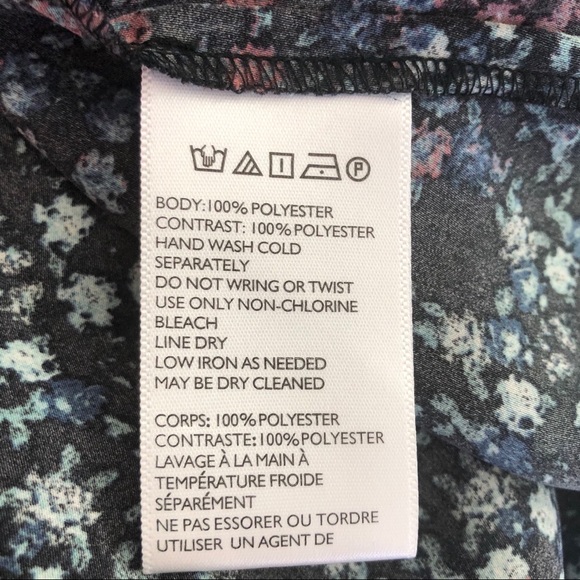 P
BODY:100% POLYESTER
CONTRAST: 100% POLYESTER
HAND WASH COLD
SEPARATELY
DO NOT WRING OR TWIST
USE ONLY NON-CHLORINE
BLEACH
LINE DRY
LOW IRON AS NEEDED
MAY BE DRY CLEANED
CORPS: 100% POLYESTER
CONTRASTE:100% POLYESTER
LAVAGE À LA MAIN À
TEMPÉRATURE FROIDE
SÉPARÉMENT
NE PAS ESSORER OU TORDRE
UTILISER UN AGENT DE